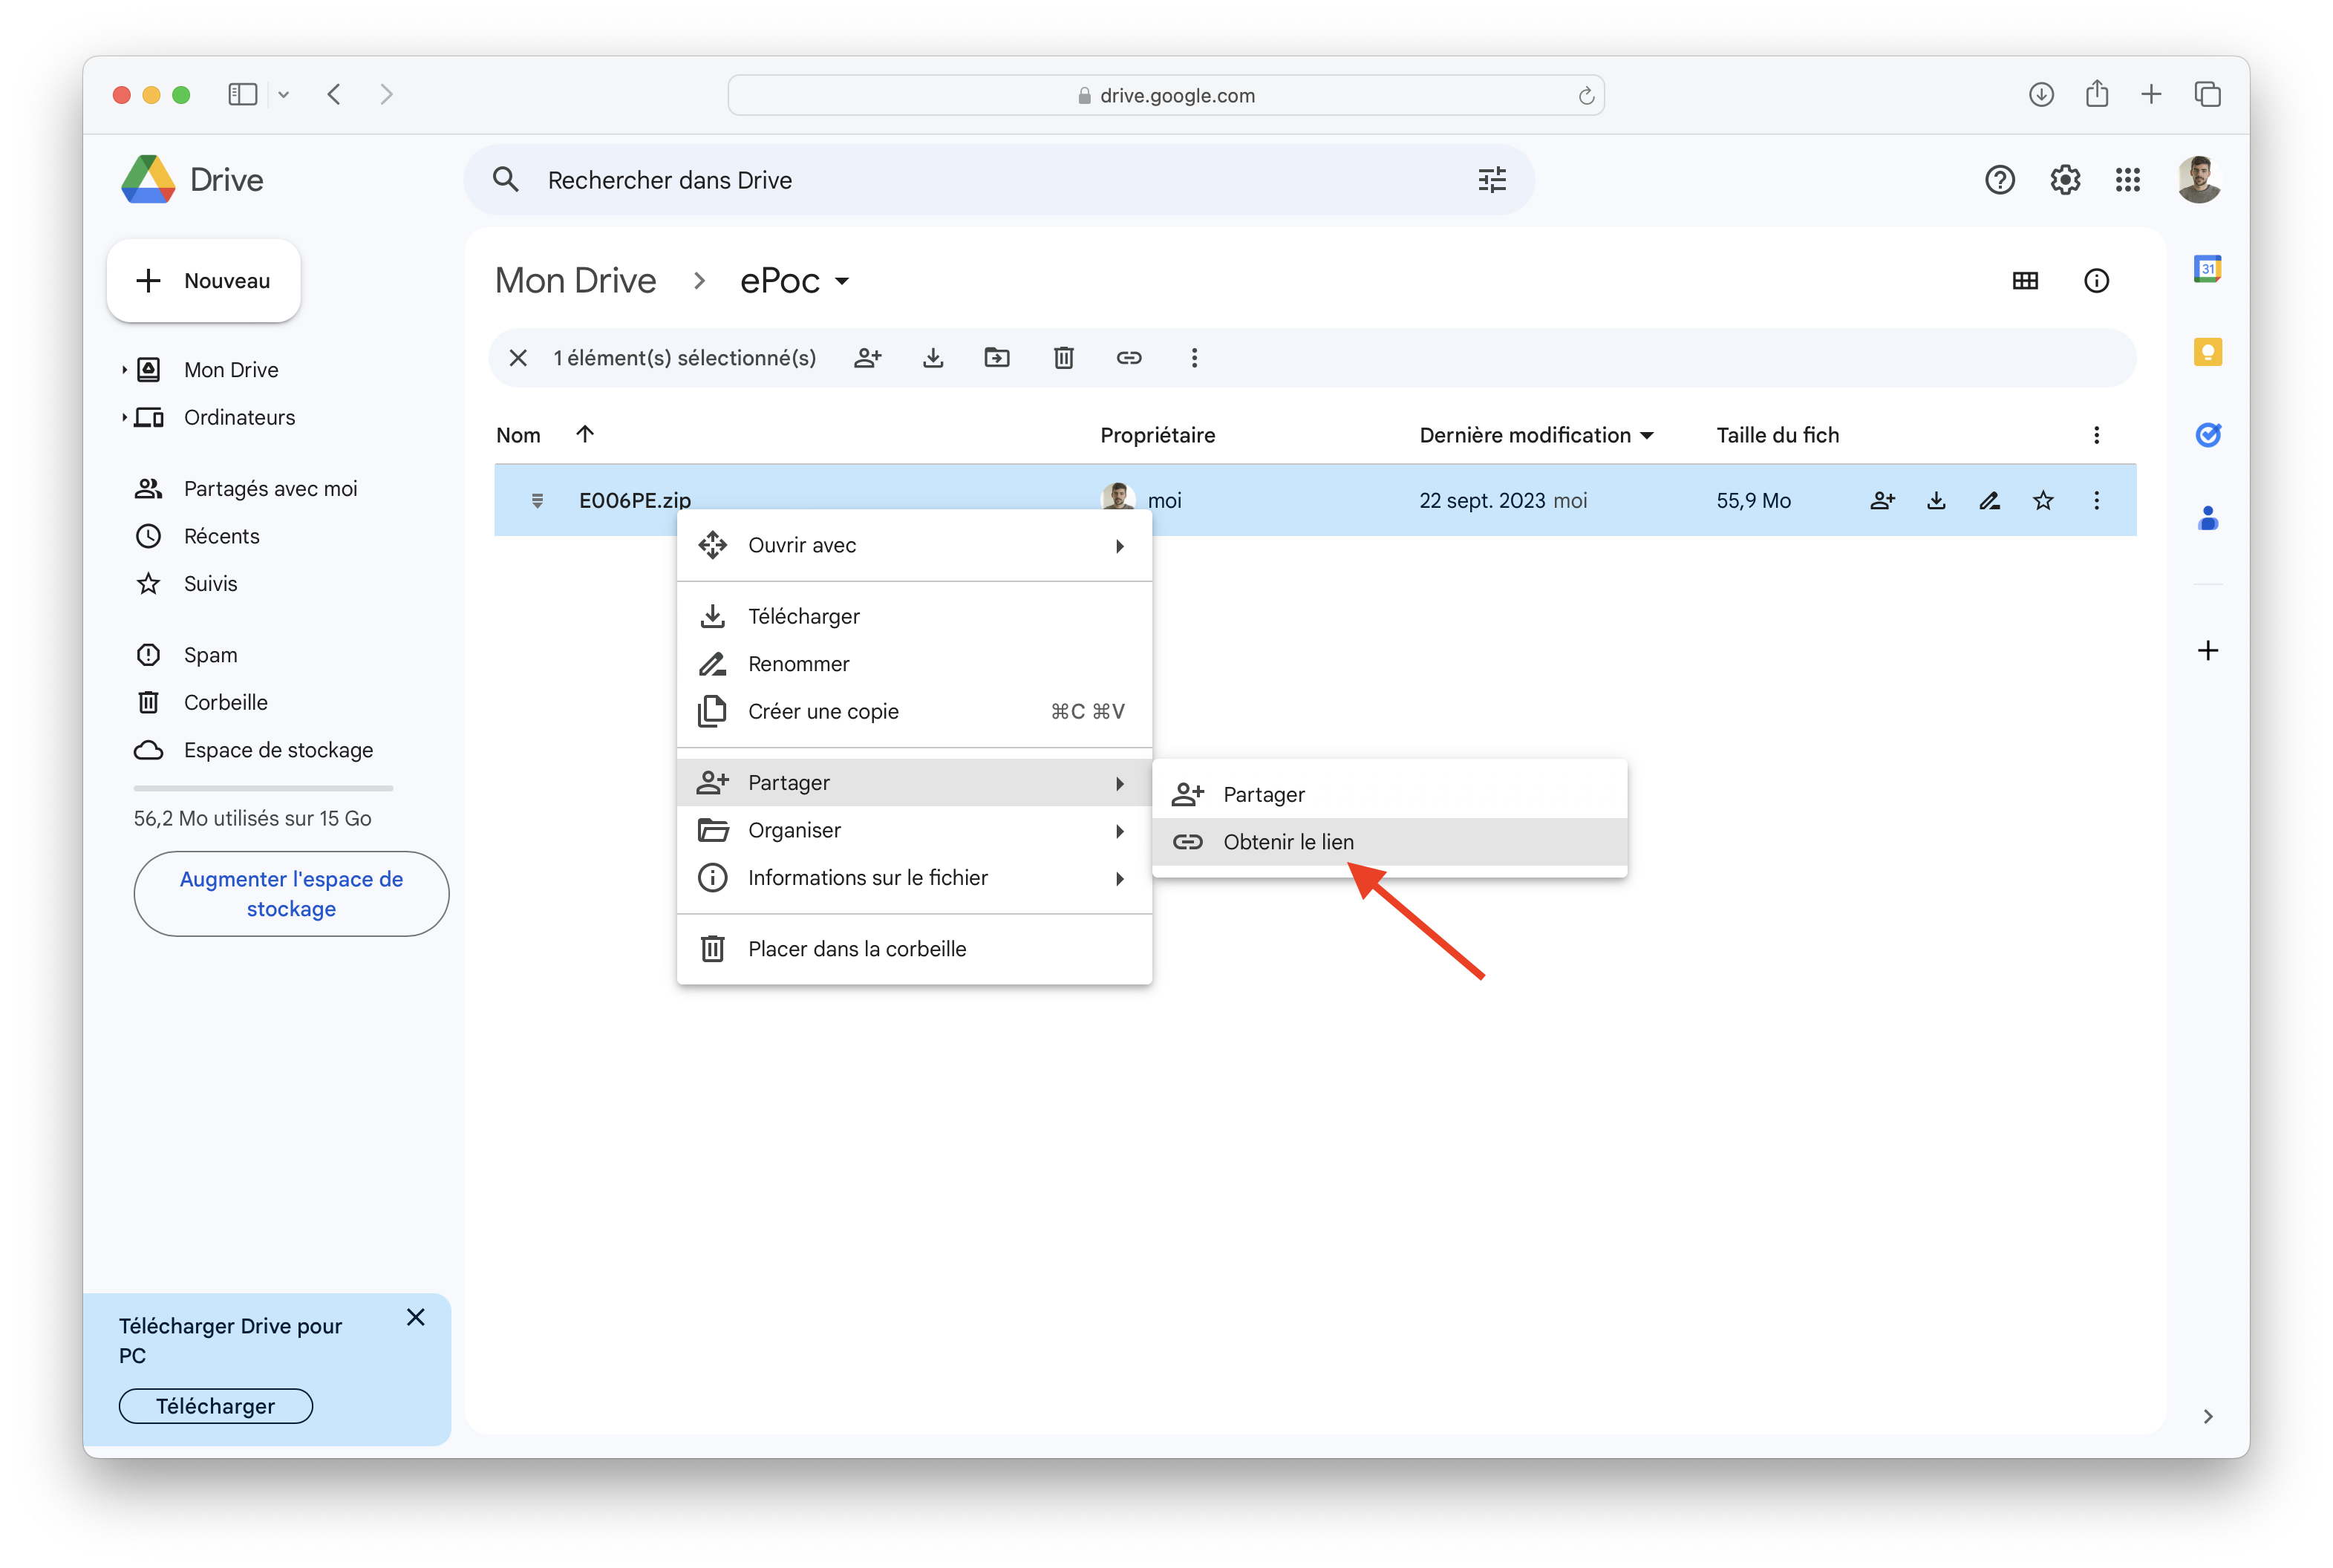 drive.google.com
Drive
Rechercher dans Drive
Nouveau
Mon Drive
Ordinateurs
Partagés avec moi
Récents
Suivis
Spam
Corbeille
Espace de stockage
56,2 Mo utilisés sur 15 Go
Augmenter l'espace de
stockage
Télécharger Drive pour
PC
Télécharger
Mon Drive ePoc
1 élément(s) sélectionné(s)
Nom Propriétaire Dernière modification Taille du fich
E006PE.zip moi 22 sept. 2023 moi 55,9 Mo
Ouvrir avec
Télécharger
Renommer
Créer une copie ⌘C ⌘V
Partager
Organiser
Informations sur le fichier
Placer dans la corbeille
Partager
Obtenir le lien
31